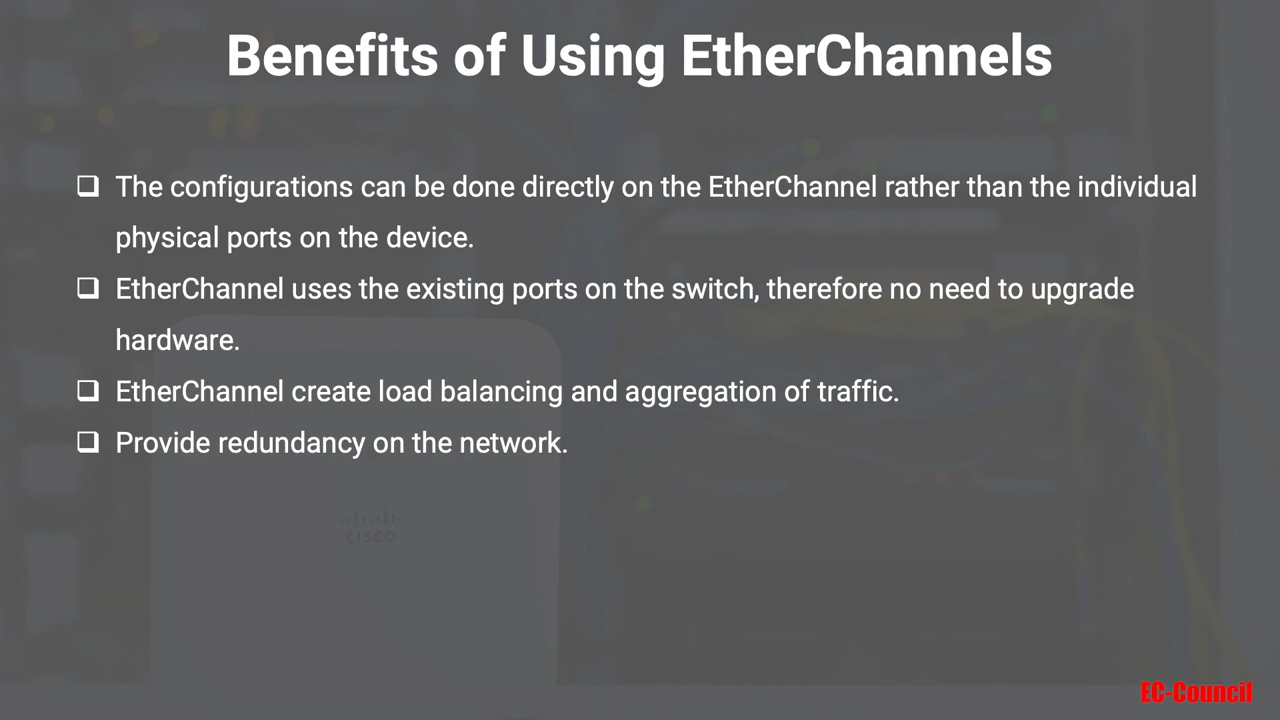 Benefits of Using EtherChannels
❑ The configurations can be done directly on the EtherChannel rather than the individual
physical ports on the device.
❑ EtherChannel uses the existing ports on the switch, therefore no need to upgrade
hardware.
❑ EtherChannel create load balancing and aggregation of traffic.
❑ Provide redundancy on the network.
CISCO
EC-Council